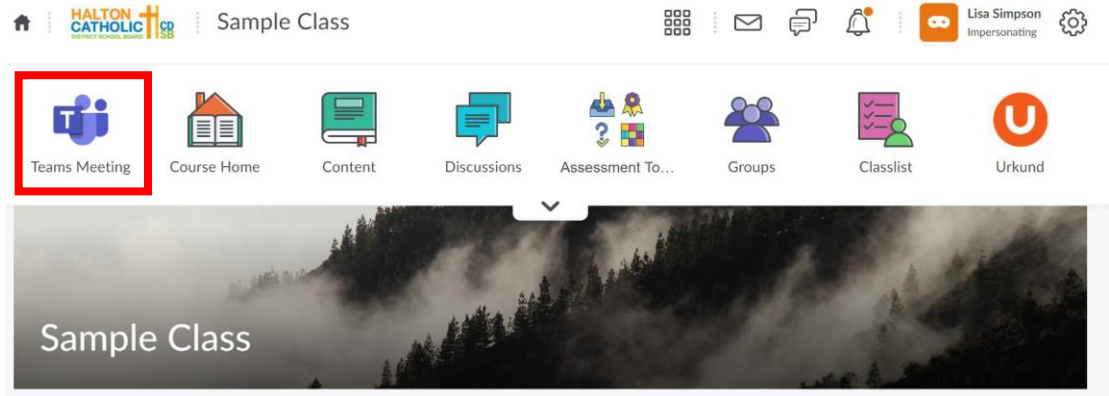 HALTON
CATHOLIC CD
DISTRICT SCHOOL BOARD SB
Sample Class
Lisa Simpson
Impersonating
T
Teams Meeting
Course Home
Content
Discussions
?
Assessment To...
Groups
Classlist
U
Urkund
Sample Class